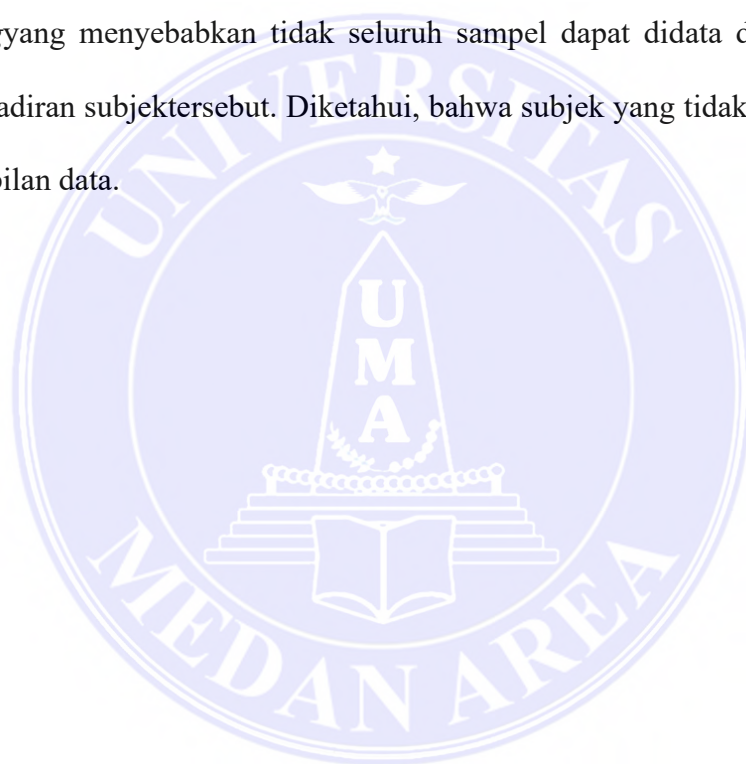 yang menyebabkan tidak seluruh sampel dapat didata
adiran subjektersebut. Diketahui, bahwa subjek yang tidak
bilan data.
UNIVERSITAS
UMA
MEDAN AREA